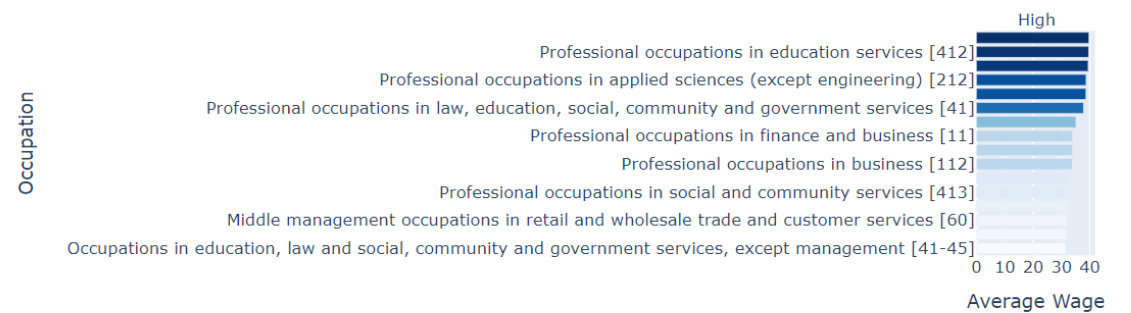 High
Professional occupations in education services [412]
Professional occupations in applied sciences (except engineering) [212]
Professional occupations in law, education, social, community and government services [41]
Professional occupations in finance and business [11]
Professional occupations in business [112]
Professional occupations in social and community services [413]
Middle management occupations in retail and wholesale trade and customer services [60]
Occupations in education, law and social, community and government services, except management [41-45]
Occupation
0 10 20 30 40
Average Wage